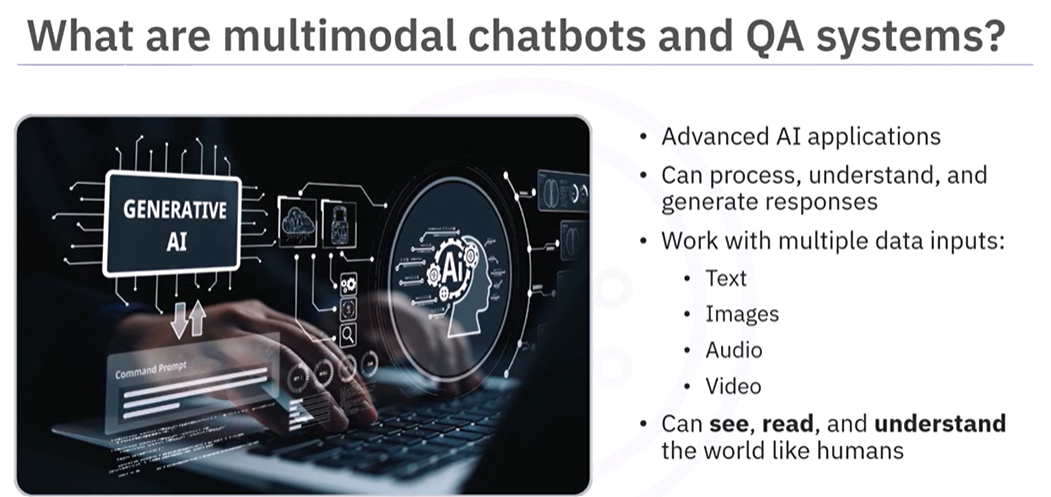 What are multimodal chatbots and QA systems?
GENERATIVE
AI
Ai
Command Prompt
• Advanced AI applications
• Can process, understand, and
generate responses
• Work with multiple data inputs:
• Text
• Images
• Audio
• Video
• Can see, read, and understand
the world like humans